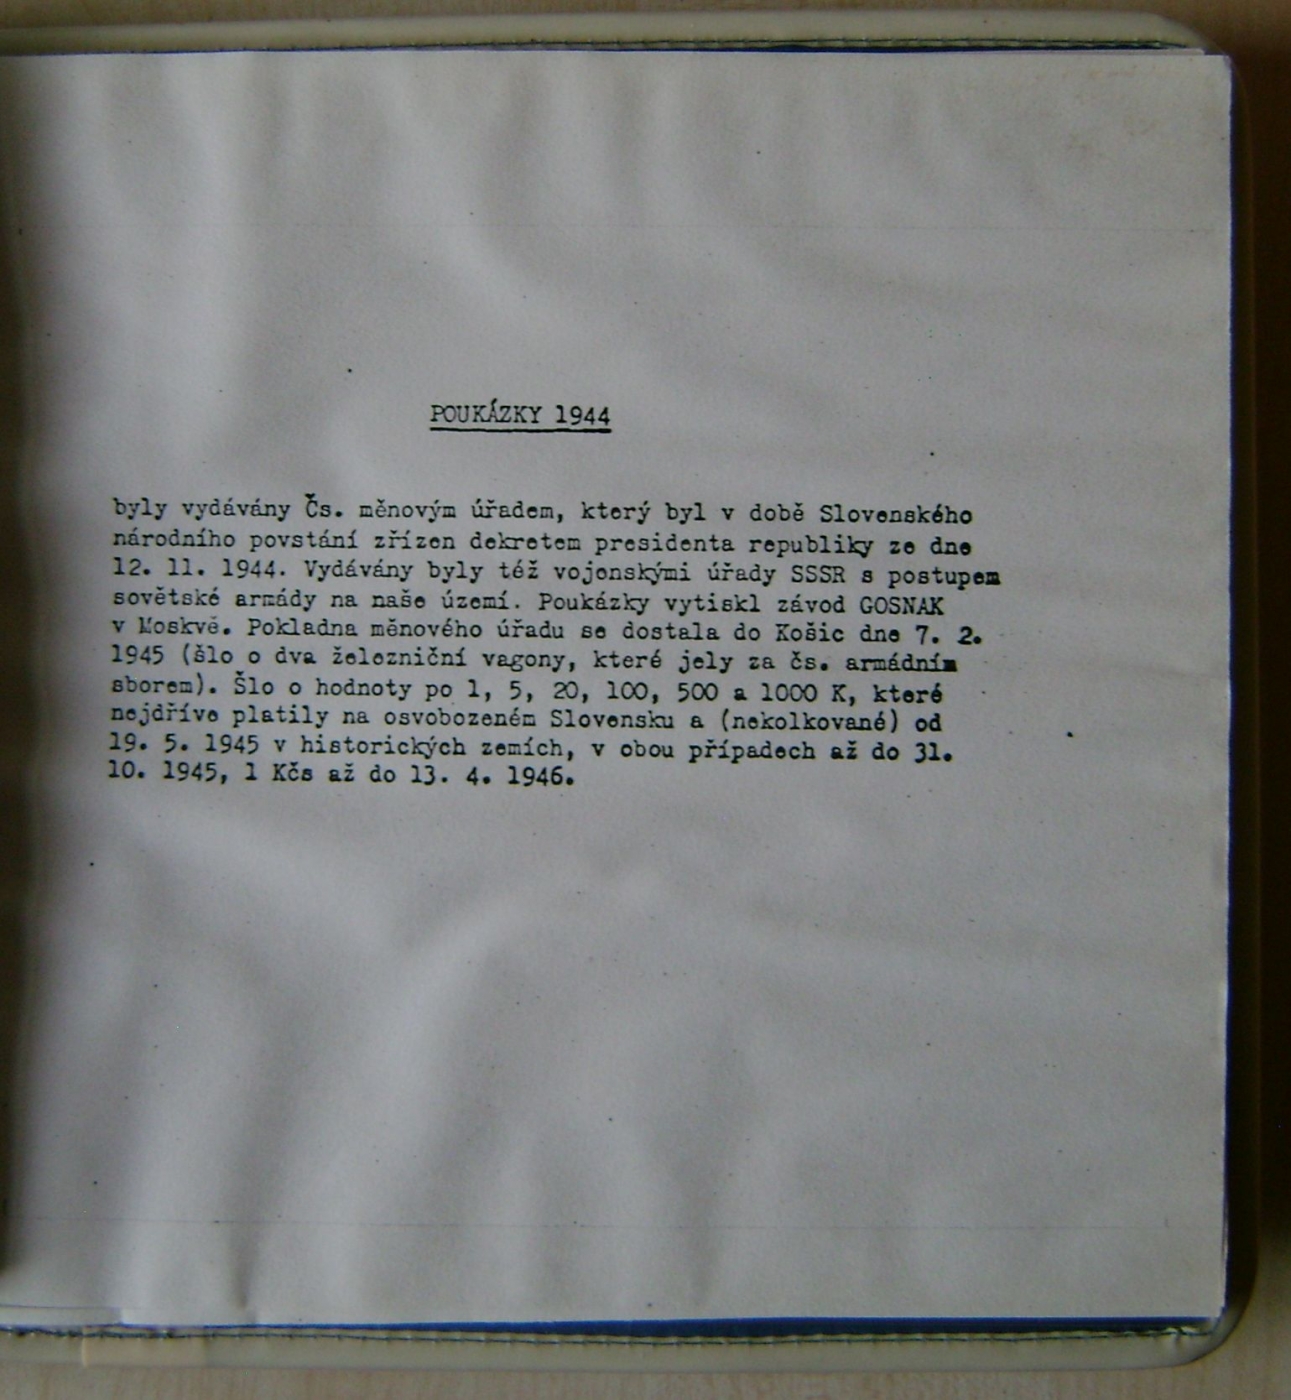 POUKÁZKY 1944
byly vydávány Čs. měnovým úřadem, který byl v době Slovenského
národního povstání zřízen dekretem presidenta republiky ze dne
12. 11. 1944. Vydávány byly též vojenskými úřady SSSR s postupem
sovětské armády na naše území. Poukázky vytiskl závod GOSNAK
v Moskvě. Pokladna měnového úřadu se dostala do Košic dne 7. 2.
1945 (šlo o dva železniční vagony, které jely za čs. armádním
sborem). Šlo o hodnoty po 1, 5, 20, 100, 500 a 1000 K, které
nejdříve platily na osvobozeném Slovensku a (nekolkované) od
19. 5. 1945 v historických zemích, v obou případech až do 31.
10. 1945, 1 Kčs až do 13. 4. 1946.